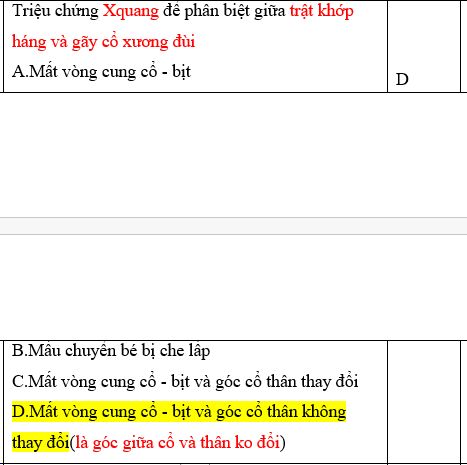 Triệu chứng Xquang để phân biệt giữa trật khớp
háng và gãy cổ xương đùi
A.Mất vòng cung cổ - bịt
D
B.Mấu chuyển bé bị che lấp
C.Mất vòng cung cổ - bịt và góc cổ thân thay đổi
D.Mất vòng cung cổ - bịt và góc cổ thân không
thay đổi(là góc giữa cổ và thân ko đổi)